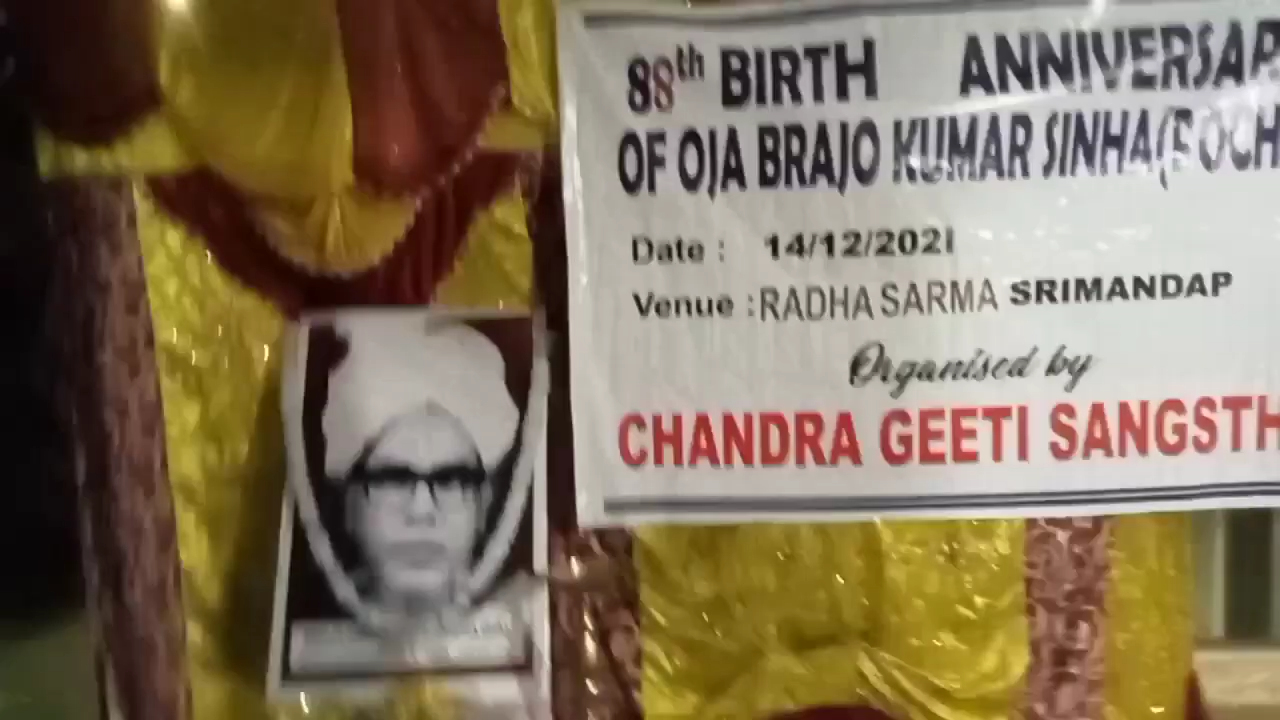 88th BIRTH ANNIVERSAR
OF OJA BRAJO KUMAR SINHA(
Date : 14/12/2021
Venue : RADHA SARMA SRIMANDAP
Organised by
CHANDRA GEETI SANGSTH